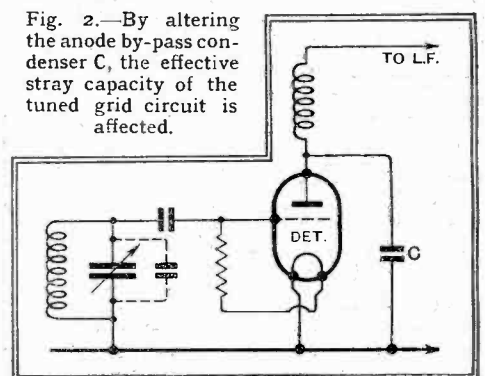 Fig. 2.—By altering
the anode by-pass con-
denser C, the effective
stray capacity of the
tuned grid circuit is
affected.
TO L.F.
DET.
C